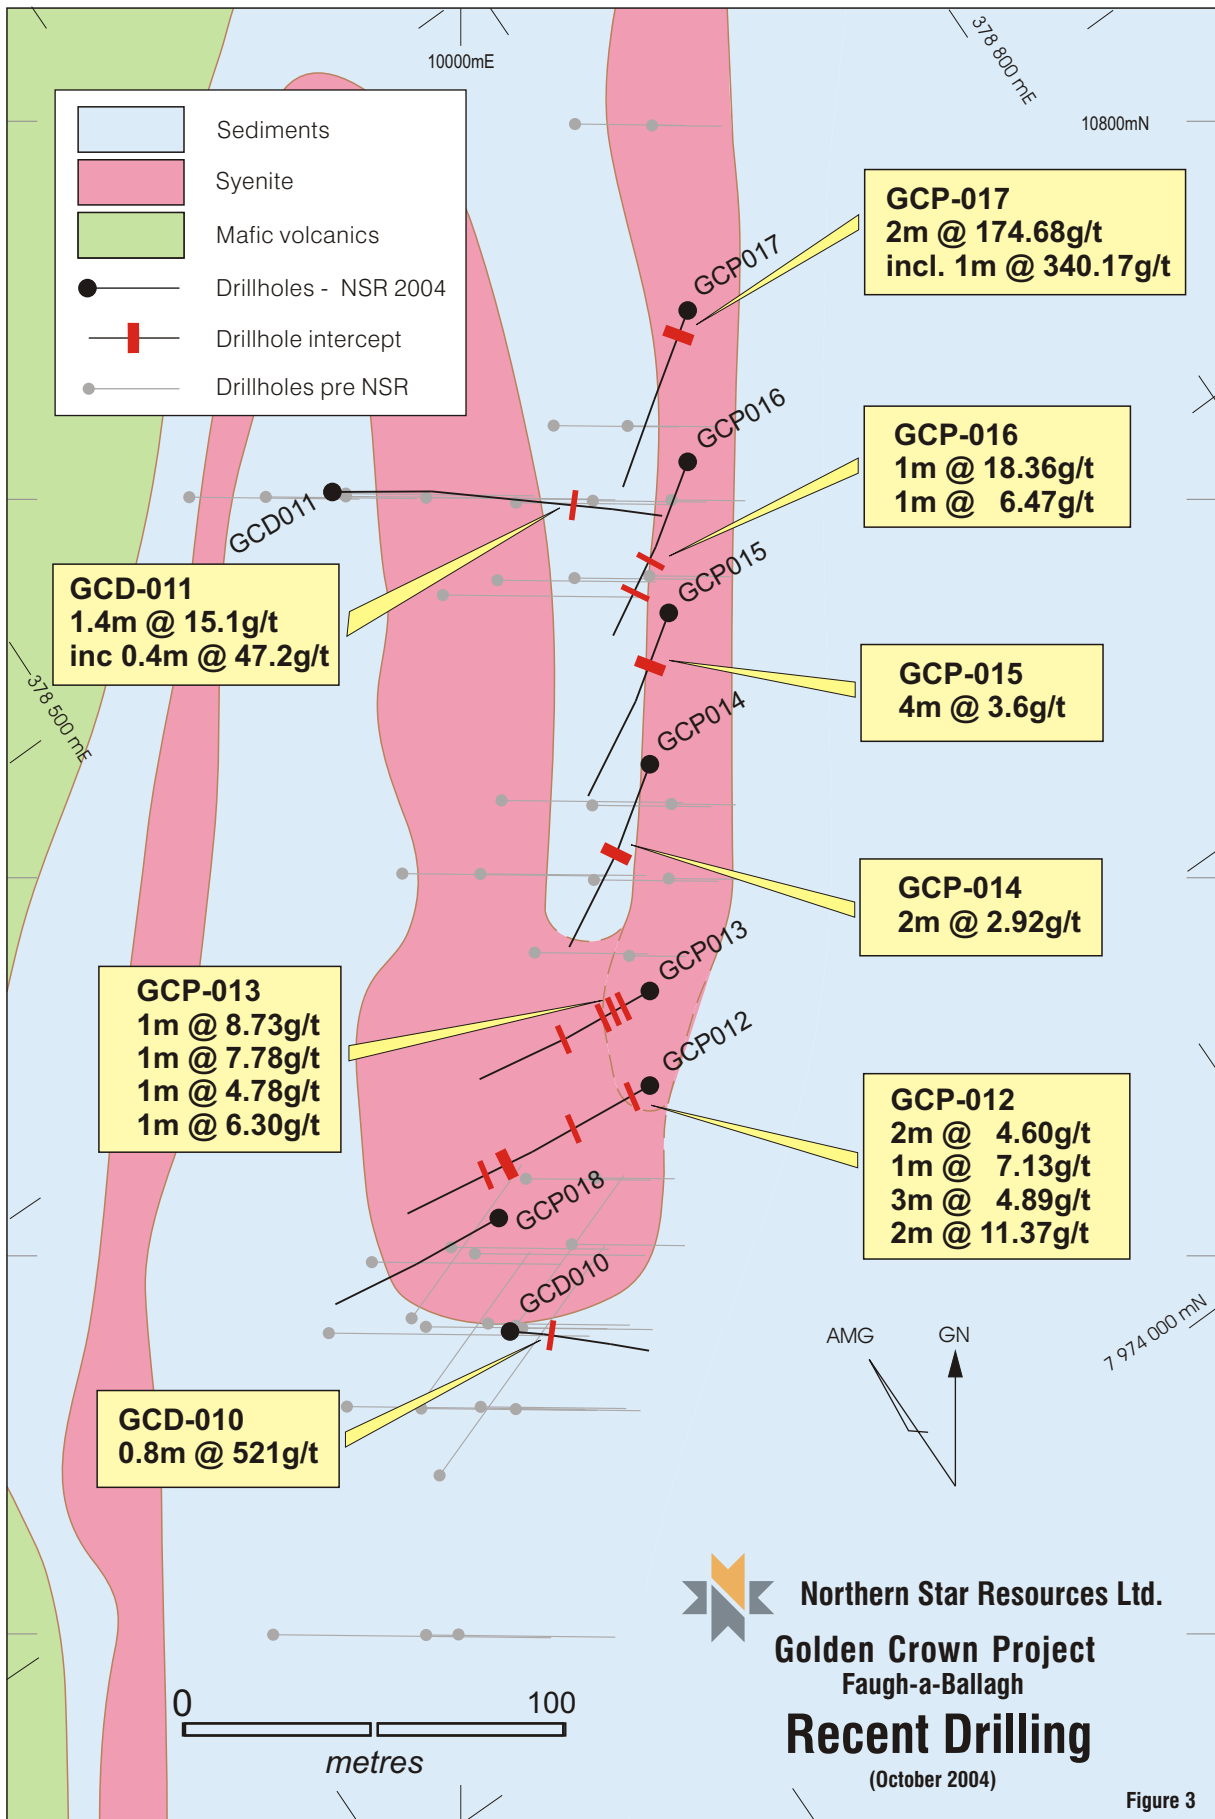 10000mE
378 800 mE
10800mN
Sediments
Syenite
Mafic volcanics
Drillholes - NSR 2004
Drillhole intercept
Drillholes pre NSR
GCP-017
2m @ 174.68g/t
incl. 1m @ 340.17g/t
GCP017
GCP016
GCP-016
1m @ 18.36g/t
1m @ 6.47g/t
GCD011
GCP015
GCD-011
1.4m @ 15.1g/t
inc 0.4m @ 47.2g/t
GCP-015
4m @ 3.6g/t
378 500 mE
GCP014
GCP-014
2m @ 2.92g/t
GCP013
GCP-013
1m @ 8.73g/t
1m @ 7.78g/t
1m @ 4.78g/t
1m @ 6.30g/t
GCP012
GCP-012
2m @ 4.60g/t
1m @ 7.13g/t
3m @ 4.89g/t
2m @ 11.37g/t
GCP018
GCD010
AMG
GN
7 974 000 mN
GCD-010
0.8m @ 521g/t
Northern Star Resources Ltd.
Golden Crown Project
Faugh-a-Ballagh
Recent Drilling
(October 2004)
0
100
metres
Figure 3